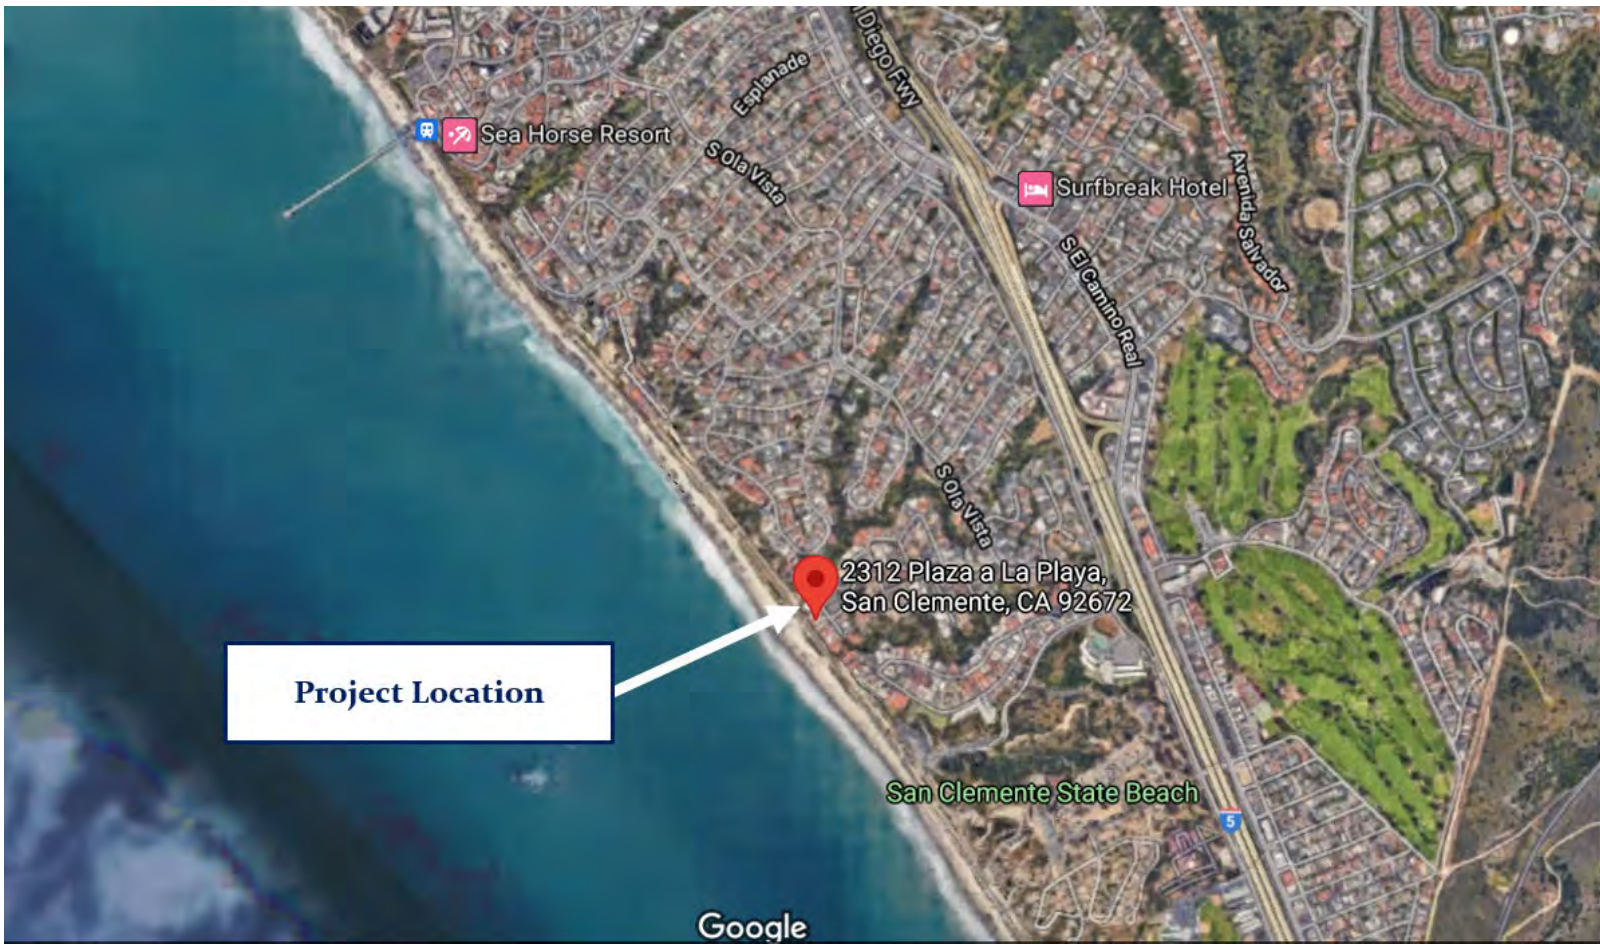 Diego Fwy
Esplanade
Sea Horse Resort
S Ola Vista
Surfbreak Hotel
Avenida Salvador
S El Camino Real
S Ola Vista
2312 Plaza a La Playa,
San Clemente, CA 92672
Project Location
San Clemente State Beach
5
Google